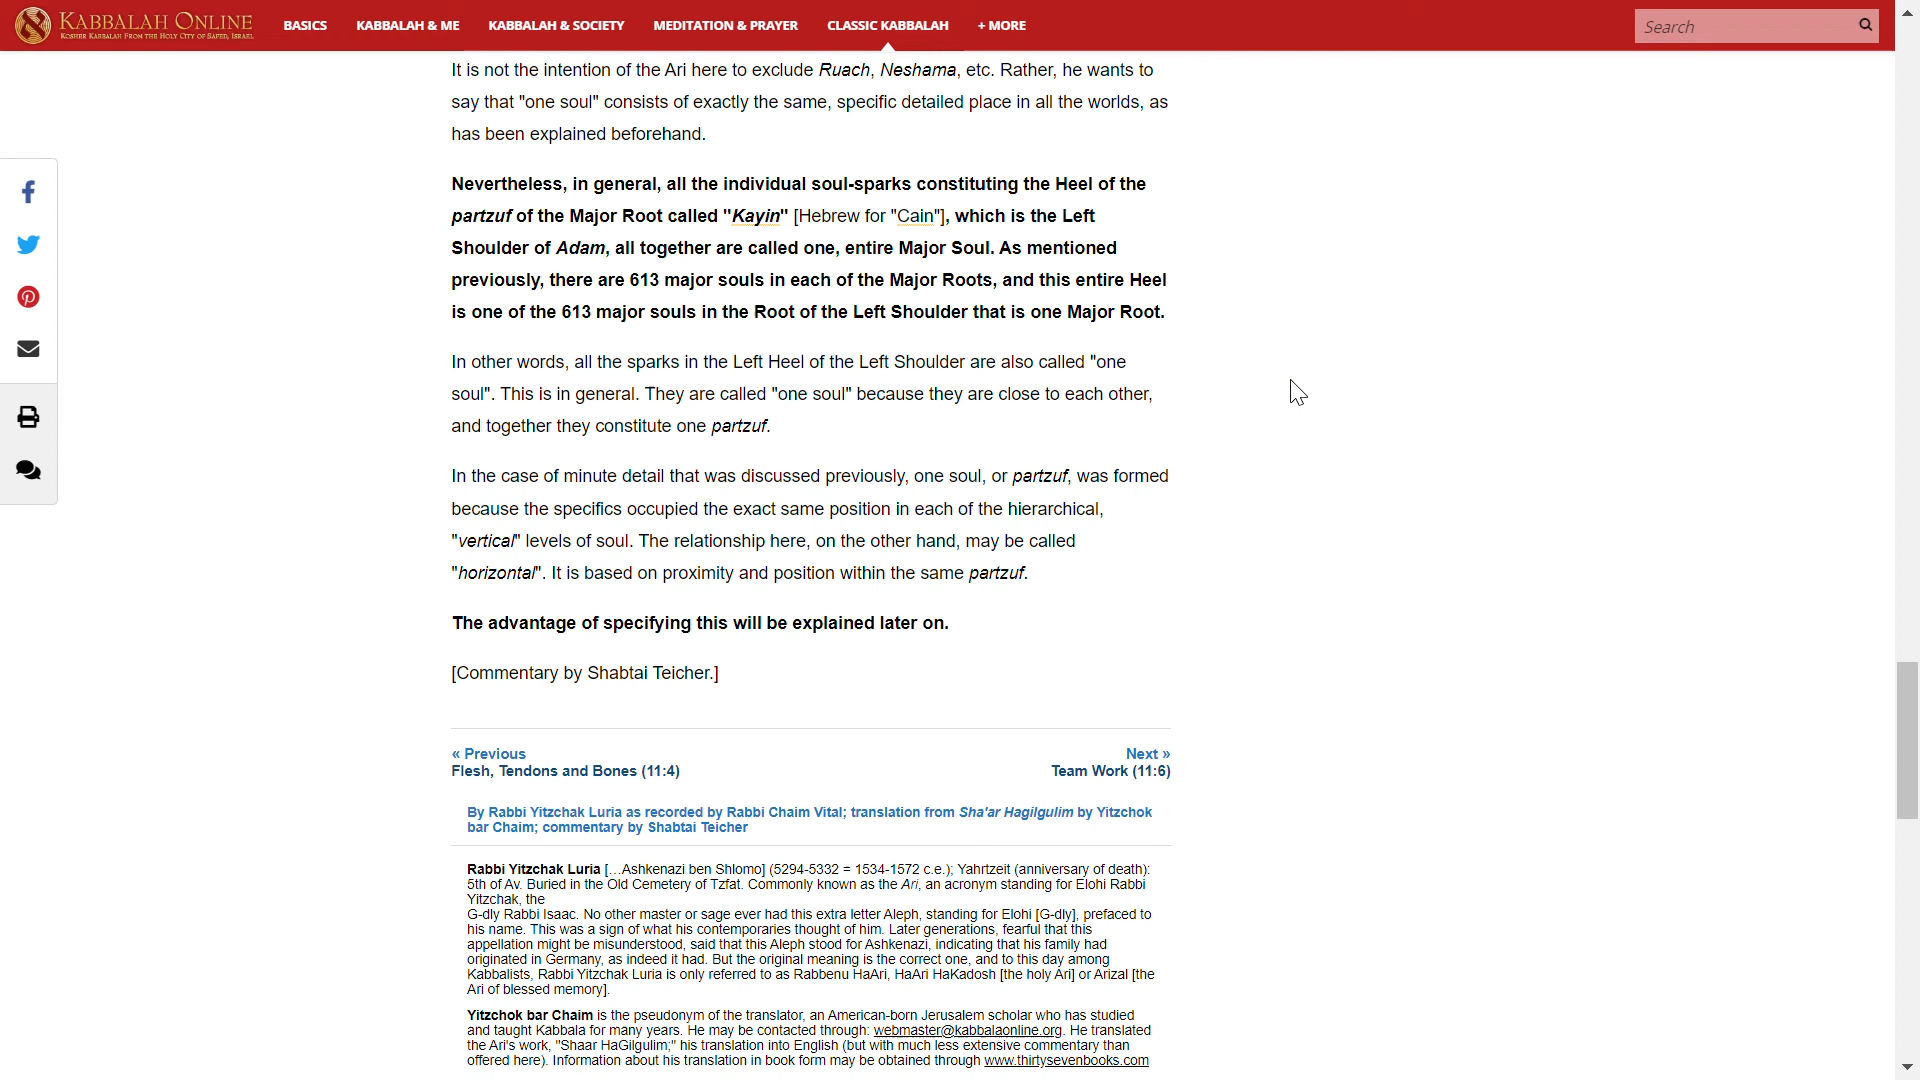 KABBALAH ONLINE
KOSHER KABBALAH FROM THE HOLY CITY OF SAFED, ISRAEL
BASICS
KABBALAH & ME
KABBALAH & SOCIETY
MEDITATION & PRAYER
CLASSIC KABBALAH
+ MORE
Search
It is not the intention of the Ari here to exclude Ruach, Neshama, etc. Rather, he wants to
say that "one soul" consists of exactly the same, specific detailed place in all the worlds, as
has been explained beforehand.
Nevertheless, in general, all the individual soul-sparks constituting the Heel of the
partzuf of the Major Root called "Kayin" [Hebrew for "Cain"], which is the Left
Shoulder of Adam, all together are called one, entire Major Soul. As mentioned
previously, there are 613 major souls in each of the Major Roots, and this entire Heel
is one of the 613 major souls in the Root of the Left Shoulder that is one Major Root.
In other words, all the sparks in the Left Heel of the Left Shoulder are also called "one
soul". This is in general. They are called "one soul" because they are close to each other,
and together they constitute one partzuf.
In the case of minute detail that was discussed previously, one soul, or partzuf, was formed
because the specifics occupied the exact same position in each of the hierarchical,
"vertical" levels of soul. The relationship here, on the other hand, may be called
"horizontal". It is based on proximity and position within the same partzuf.
The advantage of specifying this will be explained later on.
[Commentary by Shabtai Teicher.]
« Previous
Flesh, Tendons and Bones (11:4)
Next »
Team Work (11:6)
By Rabbi Yitzchak Luria as recorded by Rabbi Chaim Vital; translation from Sha'ar Hagilgulim by Yitzchok
bar Chaim; commentary by Shabtai Teicher
Rabbi Yitzchak Luria […Ashkenazi ben Shlomo] (5294-5332 = 1534-1572 c.e.); Yahrtzeit (anniversary of death):
5th of Av. Buried in the Old Cemetery of Tzfat. Commonly known as the Ari, an acronym standing for Elohi Rabbi
Yitzchak, the
G-dly Rabbi Isaac. No other master or sage ever had this extra letter Aleph, standing for Elohi [G-dly], prefaced to
his name. This was a sign of what his contemporaries thought of him. Later generations, fearful that this
appellation might be misunderstood, said that this Aleph stood for Ashkenazi, indicating that his family had
originated in Germany, as indeed it had. But the original meaning is the correct one, and to this day among
Kabbalists, Rabbi Yitzchak Luria is only referred to as Rabbenu HaAri, HaAri HaKadosh [the holy Ari] or Arizal [the
Ari of blessed memory].
Yitzchok bar Chaim is the pseudonym of the translator, an American-born Jerusalem scholar who has studied
and taught Kabbala for many years. He may be contacted through: webmaster@kabbalaonline.org. He translated
the Ari's work, "Shaar HaGilgulim;" his translation into English (but with much less extensive commentary than
offered here). Information about his translation in book form may be obtained through www.thirtysevenbooks.com